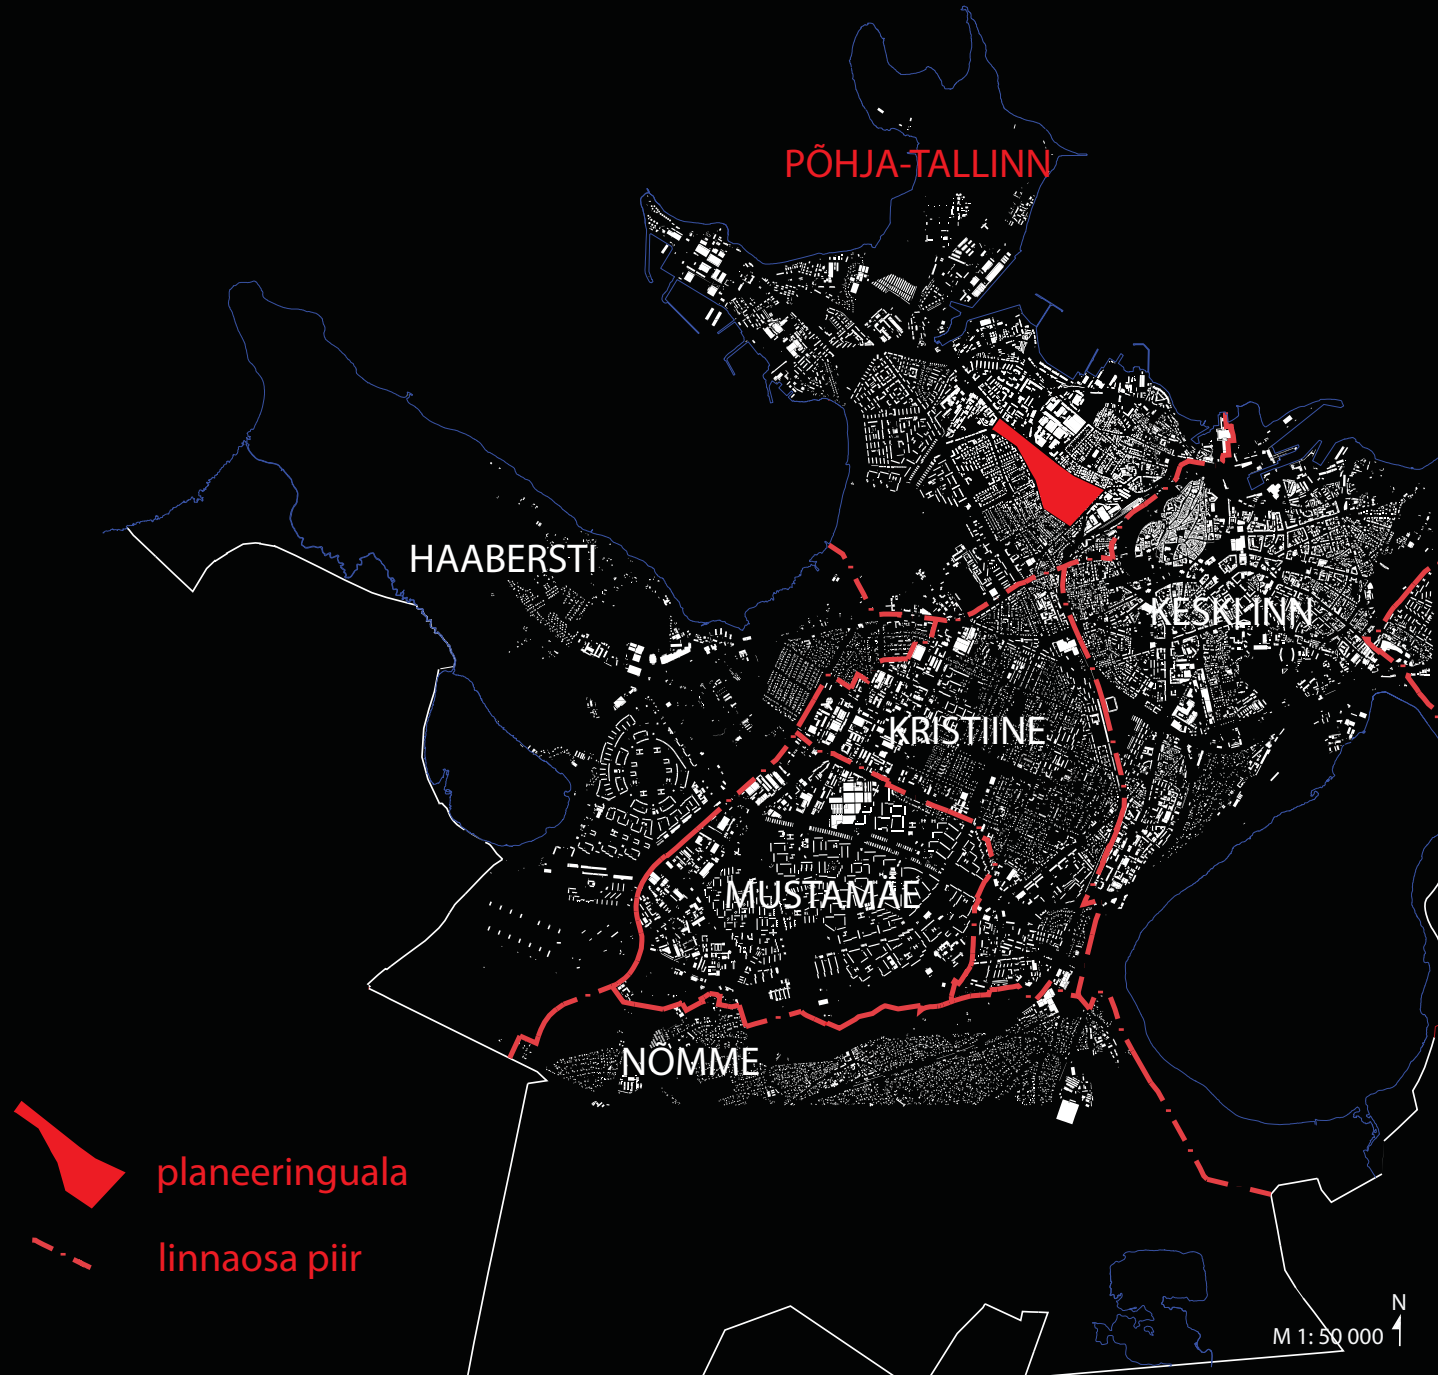 PÕHJA-TALLINN
HAABERSTI
KESKLINN
KRISTIINE
MUSTAMÄE
NÕMME
planeeringuala
linnaosa piir
N
M 1: 50 000